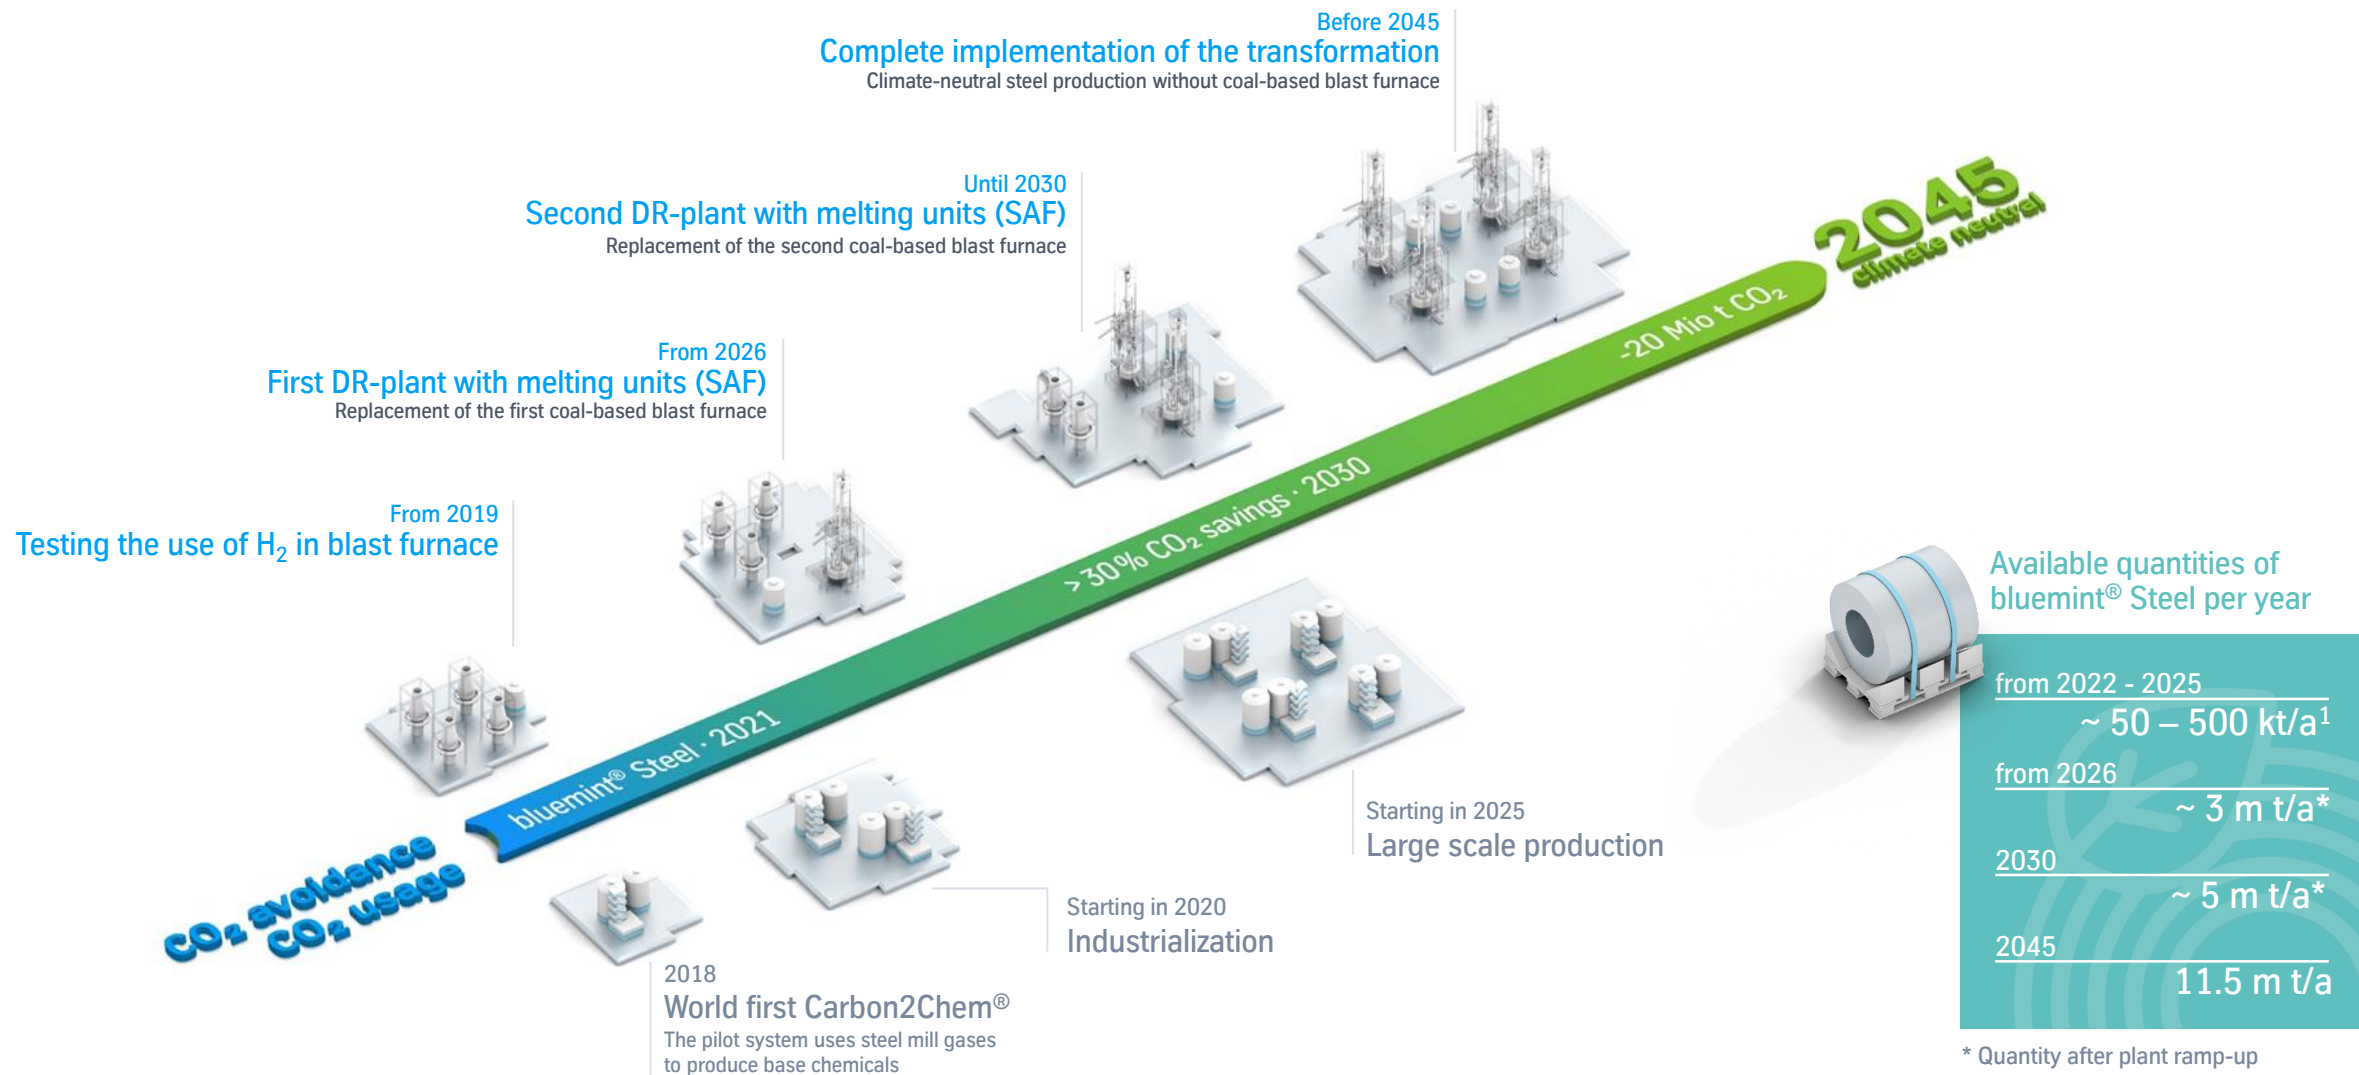 Before 2045
Complete implementation of the transformation
Climate-neutral steel production without coal-based blast furnace
Until 2030
Second DR-plant with melting units (SAF)
Replacement of the second coal-based blast furnace
From 2026
First DR-plant with melting units (SAF)
Replacement of the first coal-based blast furnace
From 2019
Testing the use of H₂ in blast furnace
CO₂ avoidance
CO₂ usage
bluemint® Steel · 2021
> 30% CO₂ savings · 2030
-20 Mio t CO₂
2045
climate neutral
2018
World first Carbon2Chem®
The pilot system uses steel mill gases
to produce base chemicals
Starting in 2020
Industrialization
Starting in 2025
Large scale production
Available quantities of
bluemint® Steel per year
from 2022 - 2025
~ 50 – 500 kt/a¹
from 2026
~ 3 m t/a*
2030
~ 5 m t/a*
2045
11.5 m t/a
* Quantity after plant ramp-up